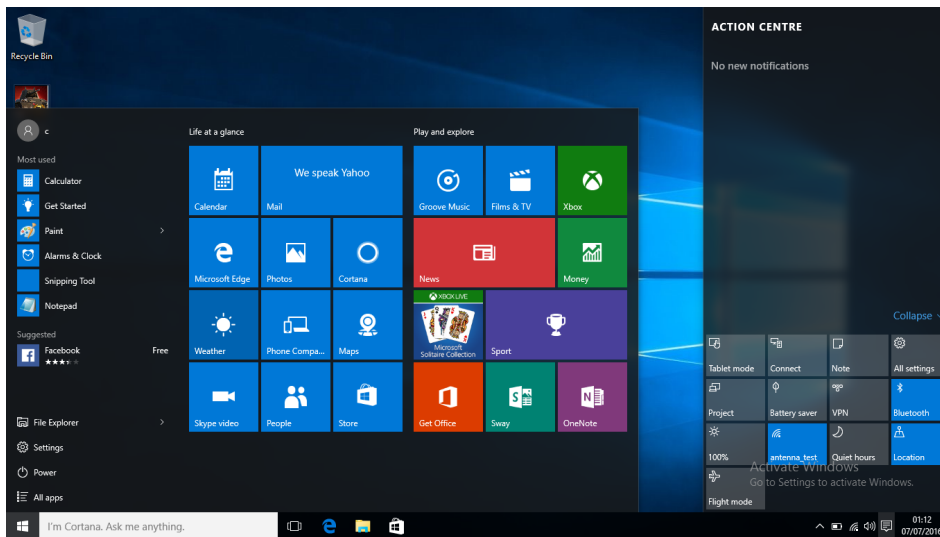 Recycle Bin
c
Most used
Calculator
Get Started
Paint
Alarms & Clock
Snipping Tool
Notepad
Suggested
Facebook
Free
File Explorer
Settings
Power
All apps
Life at a glance
Calendar
We speak Yahoo
Mail
Microsoft Edge
Photos
Cortana
Weather
Phone Compa...
Maps
Skype video
People
Store
Play and explore
Groove Music
Films & TV
Xbox
News
Money
XBOX LIVE
Microsoft
Solitaire Collection
Sport
Get Office
Sway
OneNote
ACTION CENTRE
No new notifications
Collapse
Tablet mode
Connect
Note
All settings
Project
Battery saver
VPN
Bluetooth
100%
antenna_test
Quiet hours
Location
Flight mode
Activate Windows
Go to Settings to activate Windows.
I'm Cortana. Ask me anything.
01:12
07/07/2016